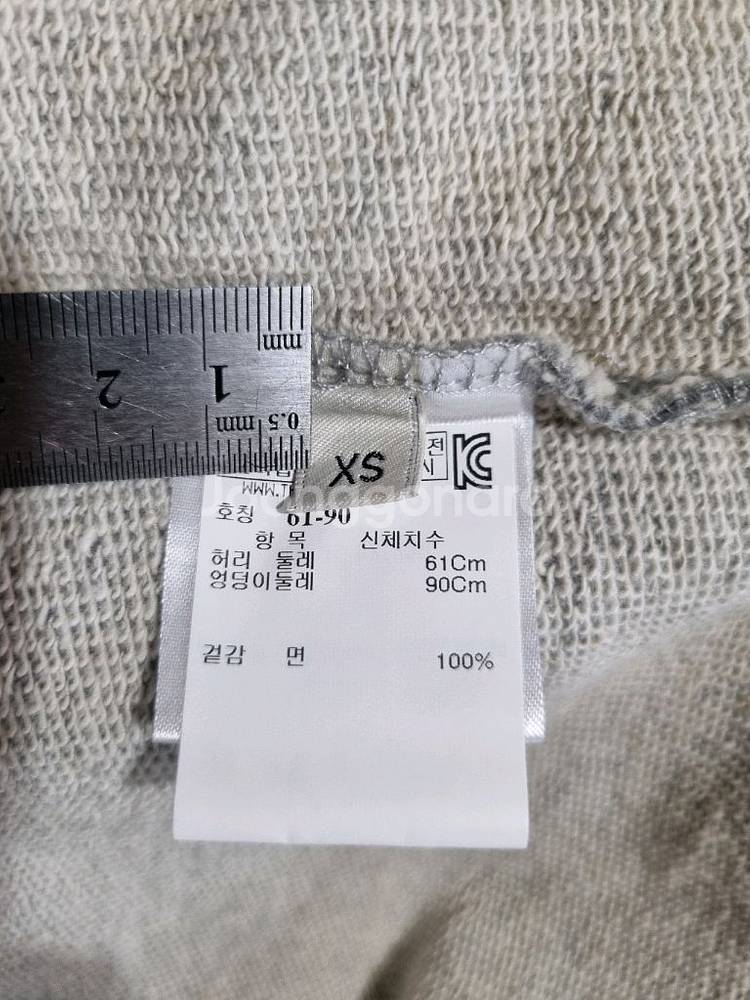 mm
2 1
mm 0.5
XS
전
시
호칭 61-90
항 목 신체치수
허리 둘레 61Cm
엉덩이둘레 90Cm
겉감 면 100%